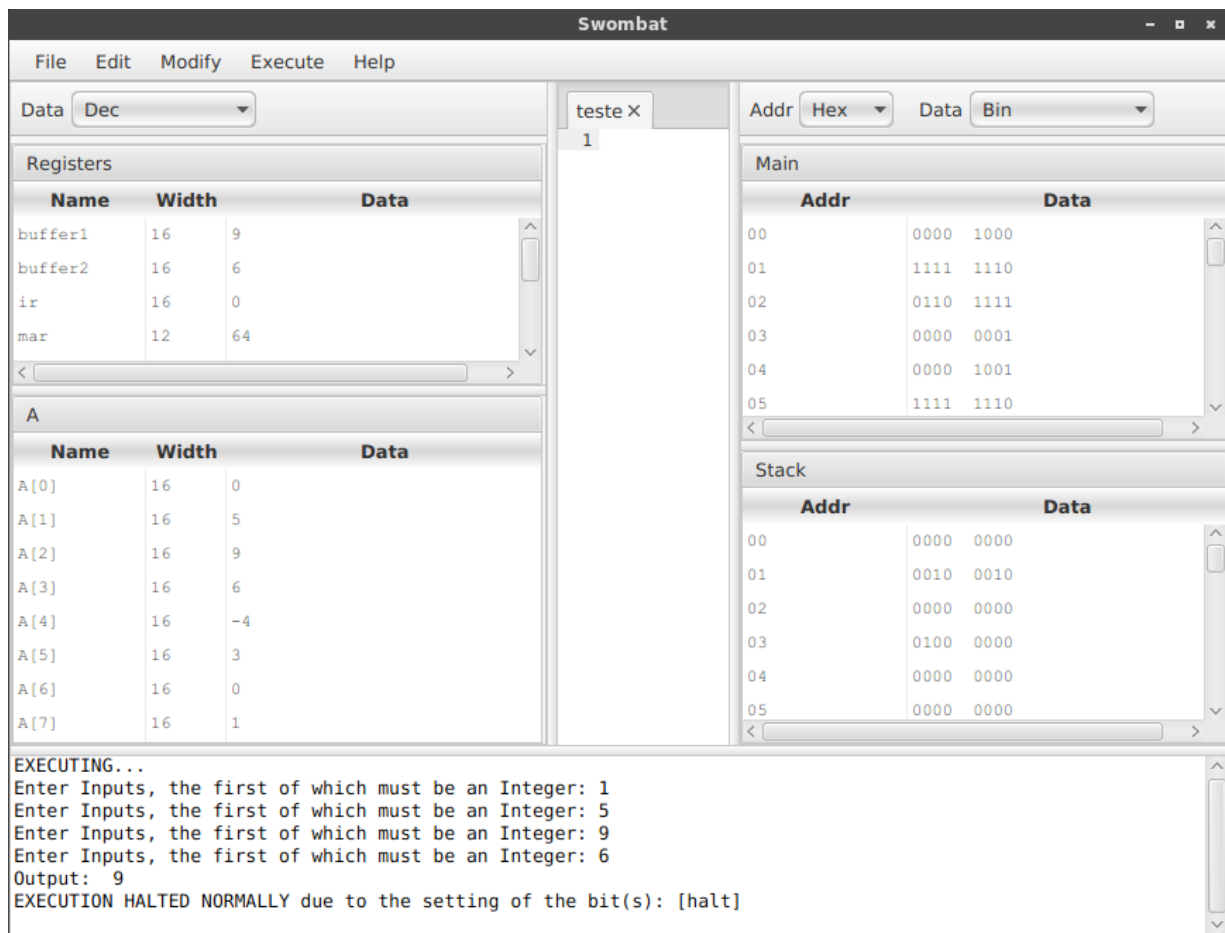 Swombat
File Edit Modify Execute Help
Data Dec
teste
Addr Hex Data Bin
1
Registers
Name Width Data
buffer1 16 9
buffer2 16 6
ir 16 0
mar 12 64
A
Name Width Data
A[0] 16 0
A[1] 16 5
A[2] 16 9
A[3] 16 6
A[4] 16 -4
A[5] 16 3
A[6] 16 0
A[7] 16 1
Main
Addr Data
00 0000 1000
01 1111 1110
02 0110 1111
03 0000 0001
04 0000 1001
05 1111 1110
Stack
Addr Data
00 0000 0000
01 0010 0010
02 0000 0000
03 0100 0000
04 0000 0000
05 0000 0000
EXECUTING...
Enter Inputs, the first of which must be an Integer: 1
Enter Inputs, the first of which must be an Integer: 5
Enter Inputs, the first of which must be an Integer: 9
Enter Inputs, the first of which must be an Integer: 6
Output: 9
EXECUTION HALTED NORMALLY due to the setting of the bit(s): [halt]